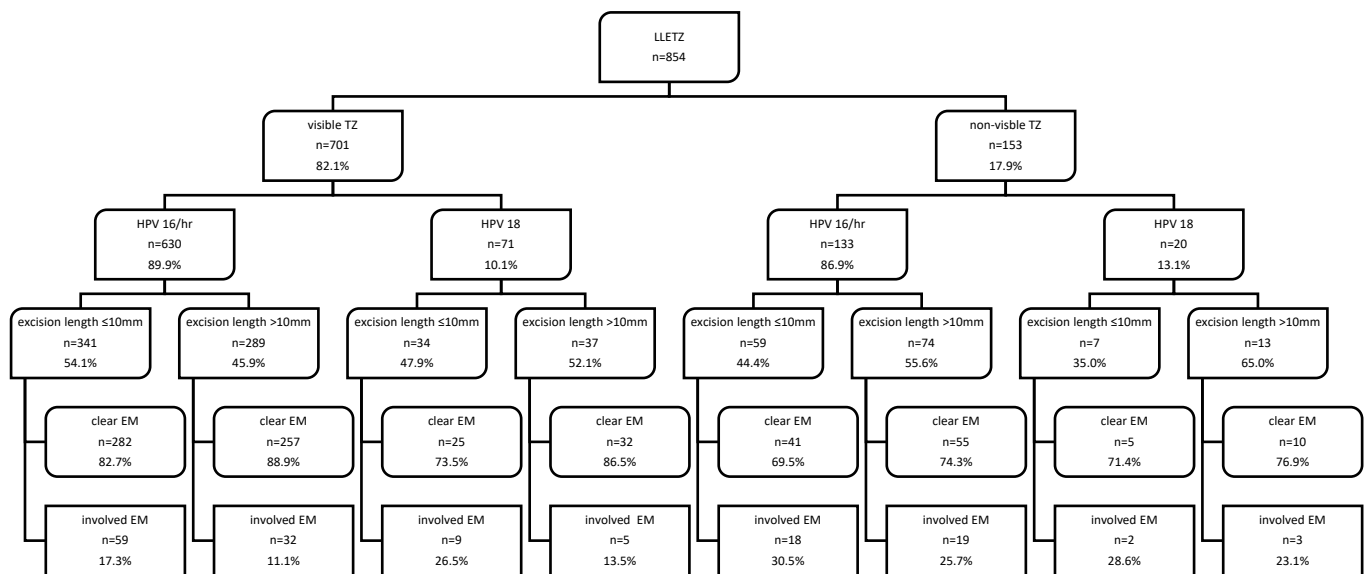 LLETZ
n=854
visible TZ
n=701
82.1%
non-visble TZ
n=153
17.9%
HPV 16/hr
n=630
89.9%
HPV 18
n=71
10.1%
HPV 16/hr
n=133
86.9%
HPV 18
n=20
13.1%
excision length ≤10mm
n=341
54.1%
excision length >10mm
n=289
45.9%
excision length ≤10mm
n=34
47.9%
excision length >10mm
n=37
52.1%
excision length ≤10mm
n=59
44.4%
excision length >10mm
n=74
55.6%
excision length ≤10mm
n=7
35.0%
excision length >10mm
n=13
65.0%
clear EM
n=282
82.7%
clear EM
n=257
88.9%
clear EM
n=25
73.5%
clear EM
n=32
86.5%
clear EM
n=41
69.5%
clear EM
n=55
74.3%
clear EM
n=5
71.4%
clear EM
n=10
76.9%
involved EM
n=59
17.3%
involved EM
n=32
11.1%
involved EM
n=9
26.5%
involved EM
n=5
13.5%
involved EM
n=18
30.5%
involved EM
n=19
25.7%
involved EM
n=2
28.6%
involved EM
n=3
23.1%